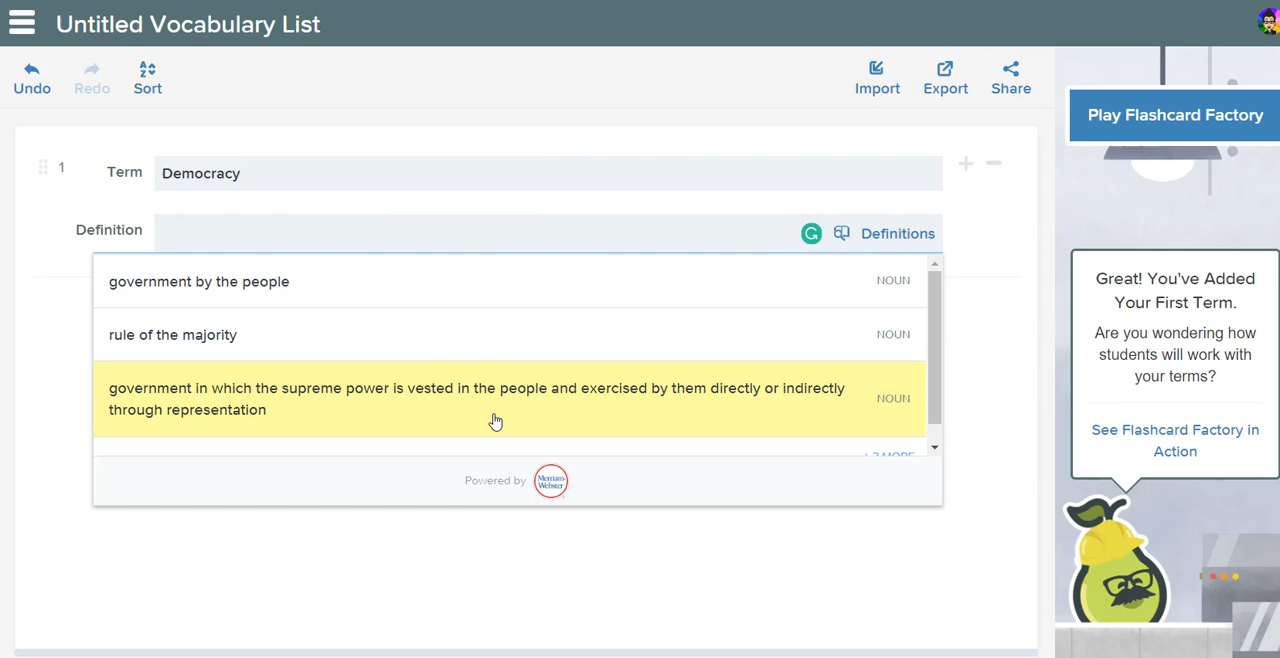 Untitled Vocabulary List
Undo
Redo
Sort
Import
Export
Share
Play Flashcard Factory
1
Term
Democracy
Definition
Definitions
government by the people
NOUN
rule of the majority
NOUN
government in which the supreme power is vested in the people and exercised by them directly or indirectly
through representation
NOUN
Powered by
Merriam-
Webster
Great! You've Added
Your First Term.
Are you wondering how
students will work with
your terms?
See Flashcard Factory in
Action